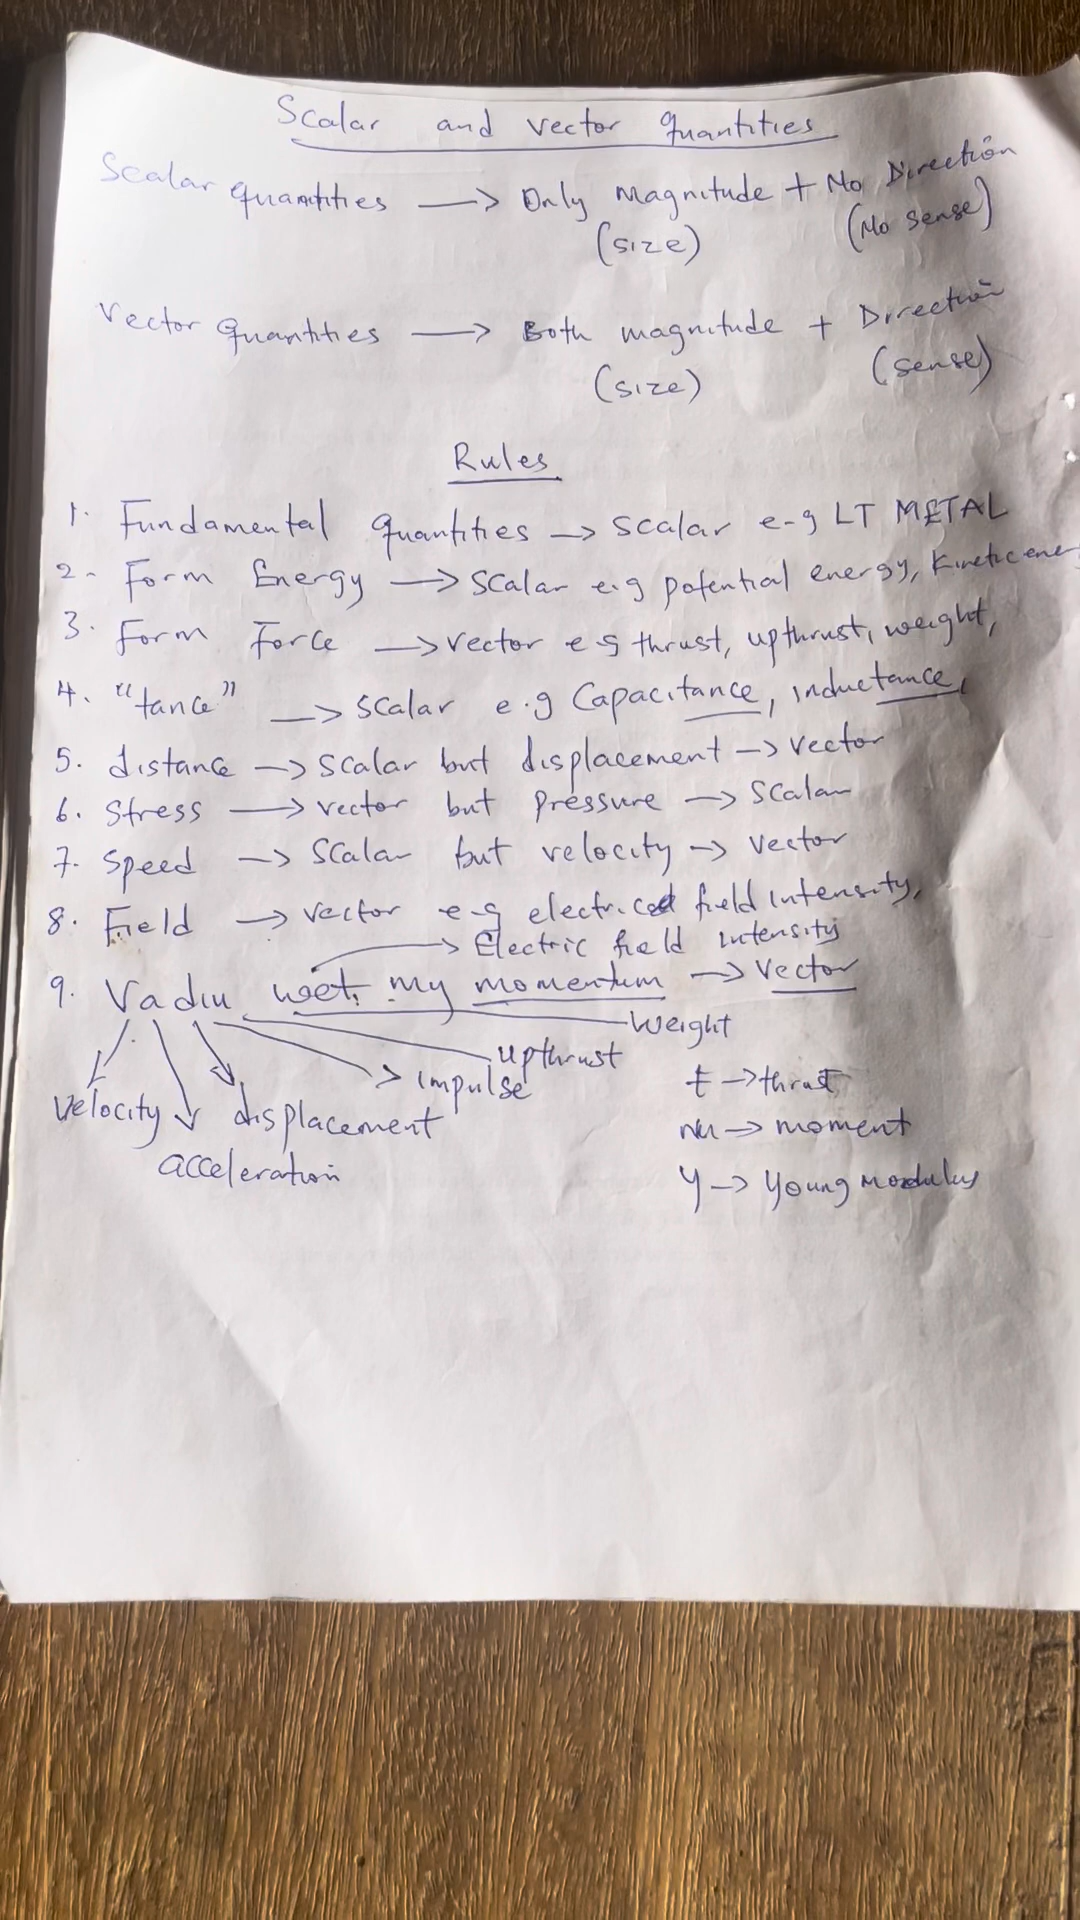 Scalar and vector Quantities
Scalar Quantities → Only Magnitude + No Direction
(size) (No sense)
Vector Quantities → Both magnitude + Direction
(size) (sense)
Rules
1. Fundamental Quantities → scalar e-g LT METAL
2- Form Energy → scalar e.g potential energy, Kinetic ener
3. Form Force → vector e g thrust, upthrust, weight,
4. "tance" → scalar e.g Capacitance, inductance,
5. distance → scalar but displacement → vector
6. Stress → vector but pressure → scalar
7. Speed → scalar but velocity → vector
8. Field → vector e-g electrical field intensity,
→ Electric field intensity
9. Vadiu wet, my momentum → vector
Weight
upthrust
> impulse
t → thrust
Velocity displacement
m → moment
acceleration
Y → Young modulus